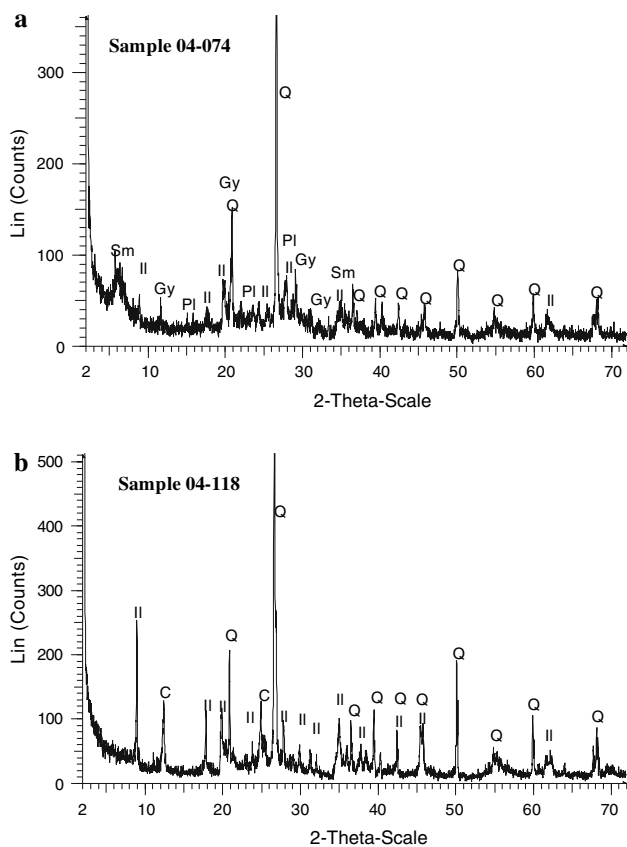 a
Sample 04-074
Lin (Counts)
300
200
100
0
Sm
Il
Gy
Pl
Il
Il
Gy
Q
Pl
Il
Q
Pl
Il
Gy
Gy
Sm
Il
Q
Q
Q
Q
Q
Q
Q
Il
Q
2
10
20
30
40
50
60
70
2-Theta-Scale
b
Sample 04-118
Lin (Counts)
500
400
300
200
100
0
Il
C
Il
Il
Q
Il
C
Q
Il
Il
Il
Il
Q
Il
Q
Q
Il
Q
Il
Q
Q
Q
Il
Q
2
10
20
30
40
50
60
70
2-Theta-Scale